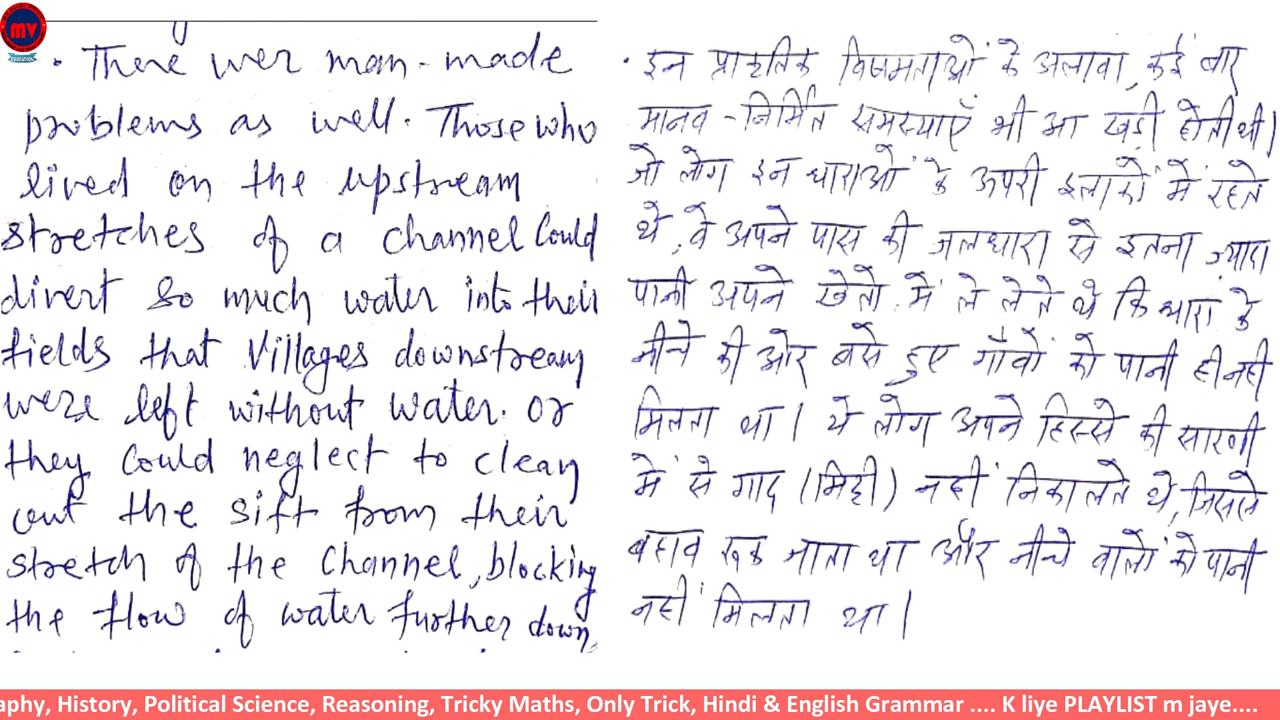 mv
EDUCATION
• There wer man-made
problems as well. Those who
lived on the upstream
stretches of a channel Could
divert so much water into their
fields that Villages downstream
were left without water. or
they Could neglect to clean
out the sift from their
stretch of the Channel, blocking
the flow of water further down
• इन प्राकृतिक विषमताओं के अलावा, कई बार
मानव-निर्मित समस्याएँ भी आ खड़ी होती थी।
जो लोग इन धाराओं के ऊपरी इलाकों में रहते
थे, वे अपने पास की जलधारा से इतना ज्यादा
पानी अपने खेतों में ले लेते थे कि धारा के
नीचे की ओर बसे हुए गाँवों को पानी ही नही
मिलता था। ये लोग अपने हिस्से की सारणी
में से गाद (मिट्टी) नहीं निकालते थे, जिससे
बहाव रूक जाता था और नीचे वालों को पानी
नहीं मिलता था।
aphy, History, Political Science, Reasoning, Tricky Maths, Only Trick, Hindi & English Grammar .... K liye PLAYLIST m jaye....